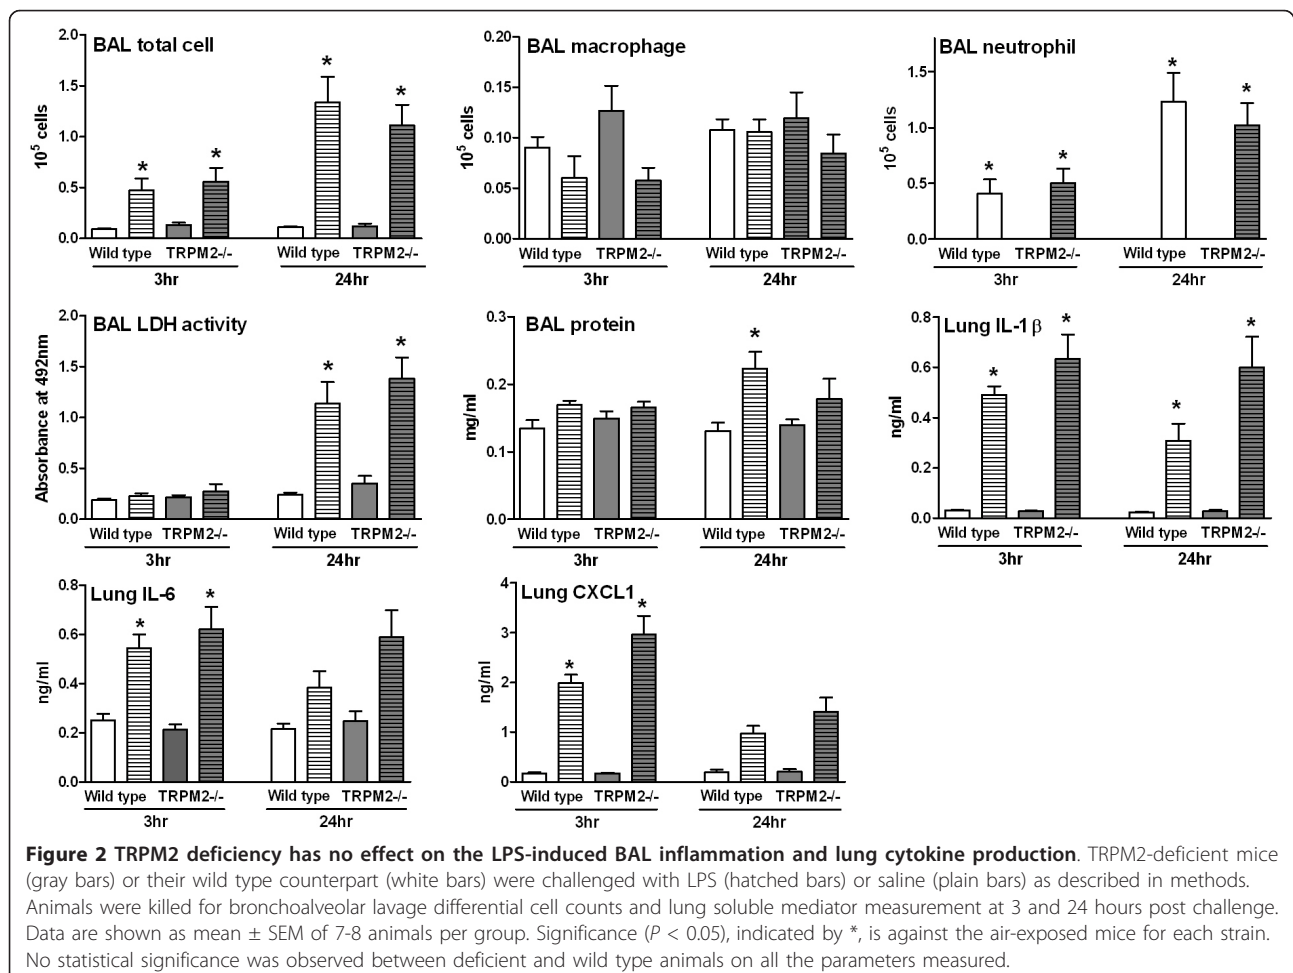 BAL total cell
2.0
1.5
1.0
0.5
0.0
10⁵ cells
*
*
*
*
Wild type TRPM2-/- Wild type TRPM2-/-
3hr 24hr
BAL macrophage
0.20
0.15
0.10
0.05
0.00
10⁵ cells
Wild type TRPM2-/- Wild type TRPM2-/-
3hr 24hr
BAL neutrophil
1.5
1.0
0.5
0.0
10⁵ cells
*
*
*
*
Wild type TRPM2-/- Wild type TRPM2-/-
3hr 24hr
BAL LDH activity
2.0
1.5
1.0
0.5
0.0
Absorbance at 492nm
*
*
Wild type TRPM2-/- Wild type TRPM2-/-
3hr 24hr
BAL protein
0.3
0.2
0.1
0.0
mg/ml
*
Wild type TRPM2-/- Wild type TRPM2-/-
3hr 24hr
Lung IL-1 β
0.8
0.6
0.4
0.2
0.0
ng/ml
*
*
*
*
Wild type TRPM2-/- Wild type TRPM2-/-
3hr 24hr
Lung IL-6
0.8
0.6
0.4
0.2
0.0
ng/ml
*
*
Wild type TRPM2-/- Wild type TRPM2-/-
3hr 24hr
Lung CXCL1
4
3
2
1
0
ng/ml
*
*
Wild type TRPM2-/- Wild type TRPM2-/-
3hr 24hr
Figure 2 TRPM2 deficiency has no effect on the LPS-induced BAL inflammation and lung cytokine production. TRPM2-deficient mice
(gray bars) or their wild type counterpart (white bars) were challenged with LPS (hatched bars) or saline (plain bars) as described in methods.
Animals were killed for bronchoalveolar lavage differential cell counts and lung soluble mediator measurement at 3 and 24 hours post challenge.
Data are shown as mean ± SEM of 7-8 animals per group. Significance (P < 0.05), indicated by *, is against the air-exposed mice for each strain.
No statistical significance was observed between deficient and wild type animals on all the parameters measured.